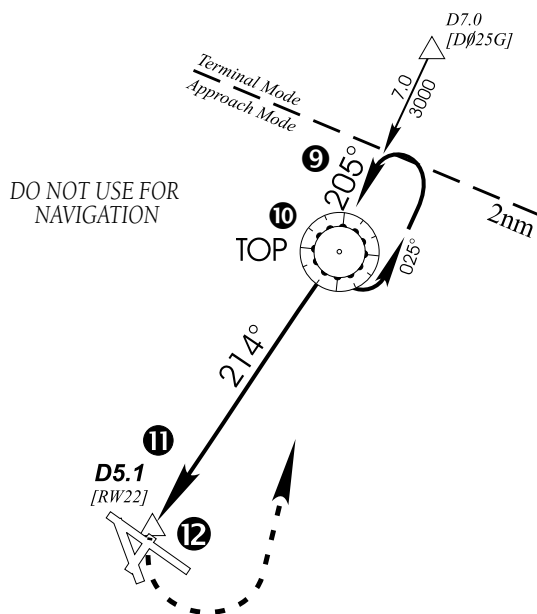 D7.0
[DØ25G]
Terminal Mode
Approach Mode
7.0
3000
9
205°
DO NOT USE FOR
NAVIGATION
10
TOP
2nm
025°
214°
11
D5.1
[RW22]
12